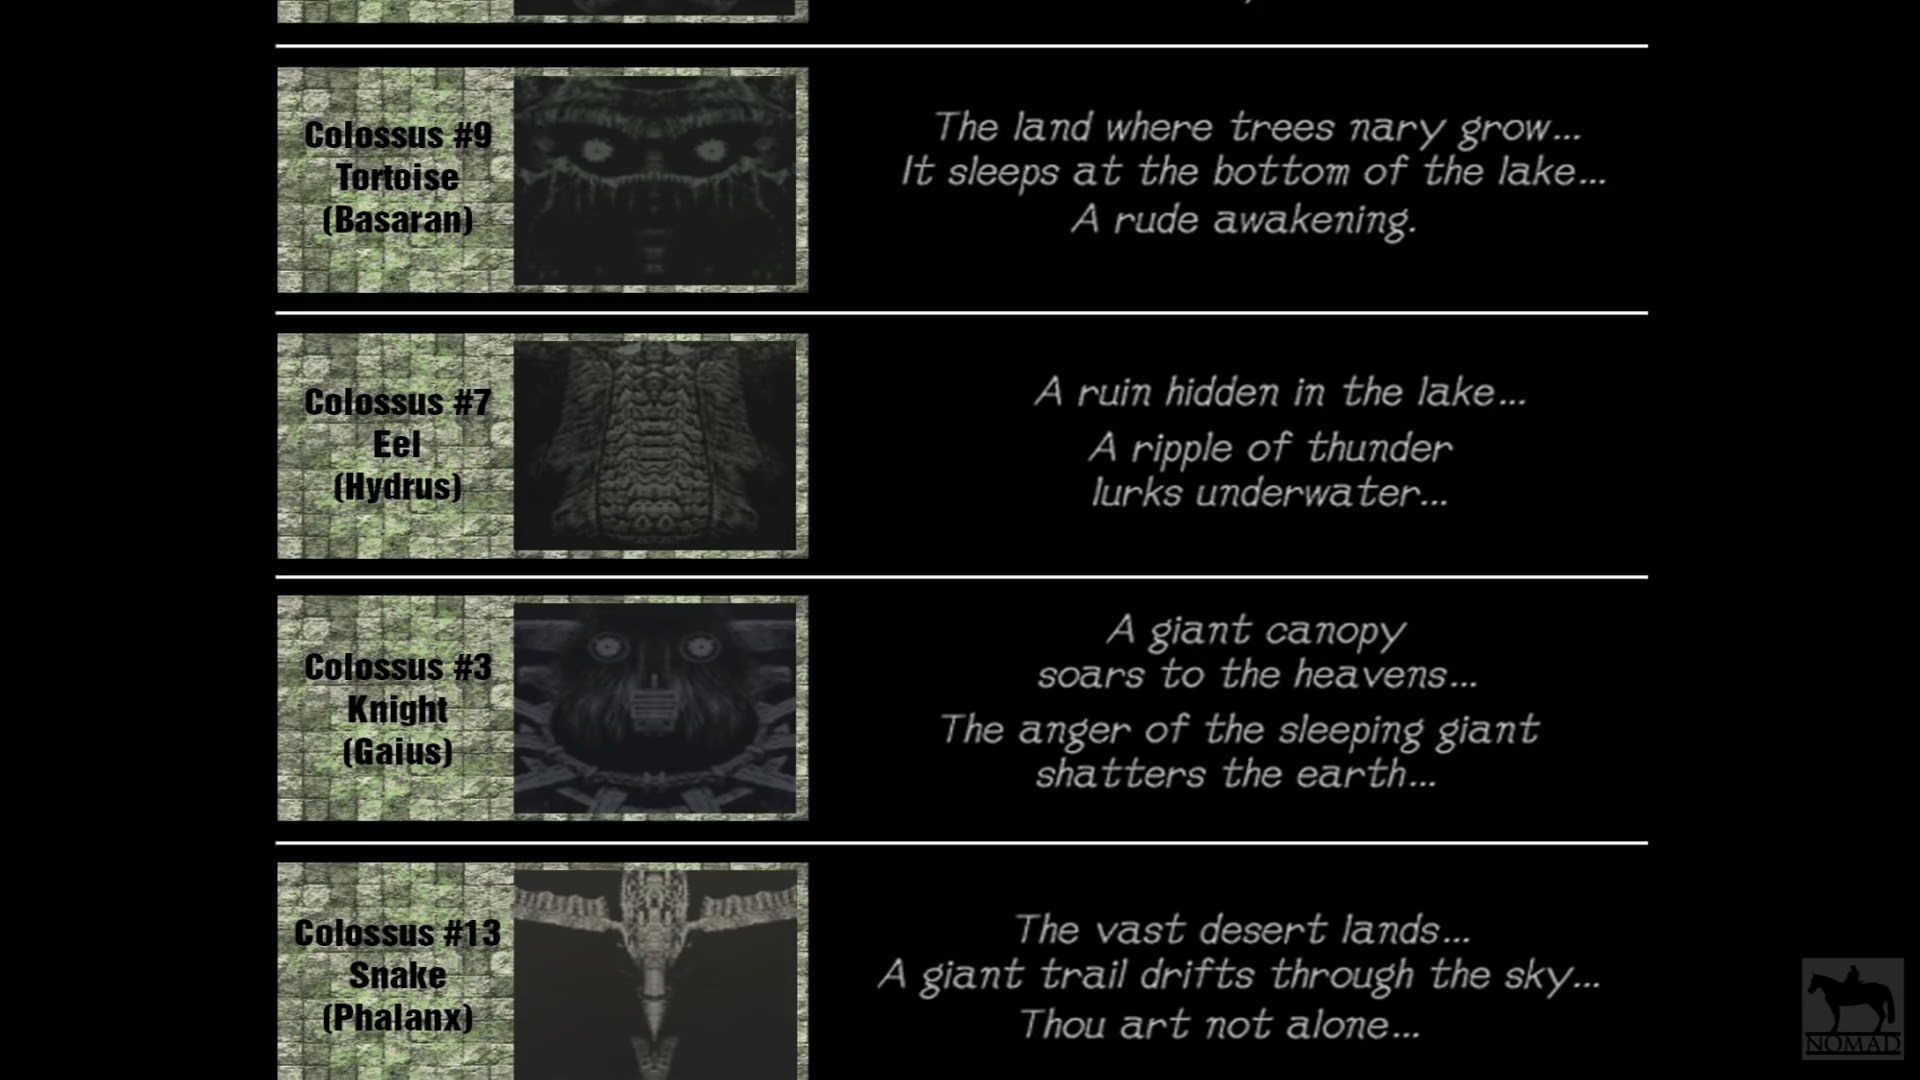 Colossus #9
Tortoise
(Basaran)
The land where trees nary grow...
It sleeps at the bottom of the lake...
A rude awakening.
Colossus #7
Eel
(Hydrus)
A ruin hidden in the lake...
A ripple of thunder
lurks underwater...
Colossus #3
Knight
(Gaius)
A giant canopy
soars to the heavens...
The anger of the sleeping giant
shatters the earth...
Colossus #13
Snake
(Phalanx)
The vast desert lands...
A giant trail drifts through the sky...
Thou art not alone...
NOMAD